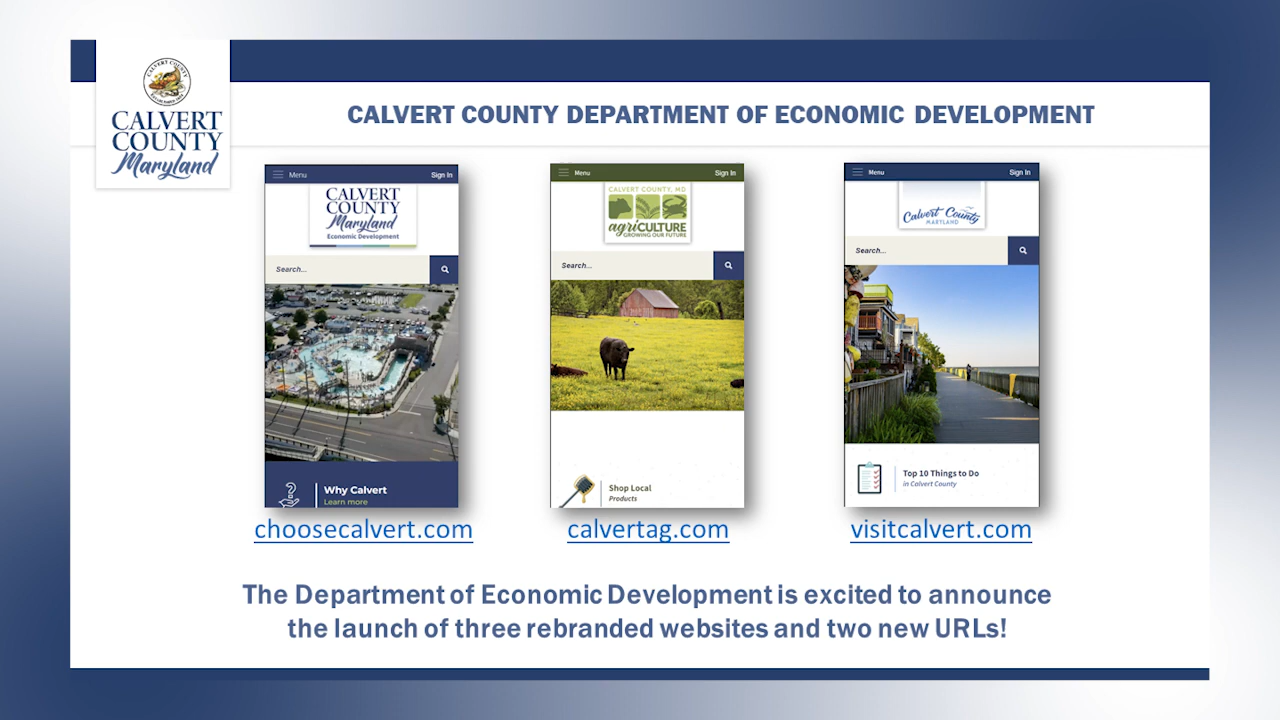 CALVERT COUNTY
CALVERT
COUNTY
Maryland
CALVERT COUNTY DEPARTMENT OF ECONOMIC DEVELOPMENT
Menu
Sign In
CALVERT
COUNTY
Maryland
Economic Development
Search...
Why Calvert
Learn more
choosecalvert.com
Menu
Sign In
CALVERT COUNTY, MD
agriCULTURE
GROWING OUR FUTURE
Search...
Shop Local
Products
calvertag.com
Menu
Sign In
Calvert County
MARYLAND
Search...
Top 10 Things to Do
in Calvert County
visitcalvert.com
The Department of Economic Development is excited to announce
the launch of three rebranded websites and two new URLs!